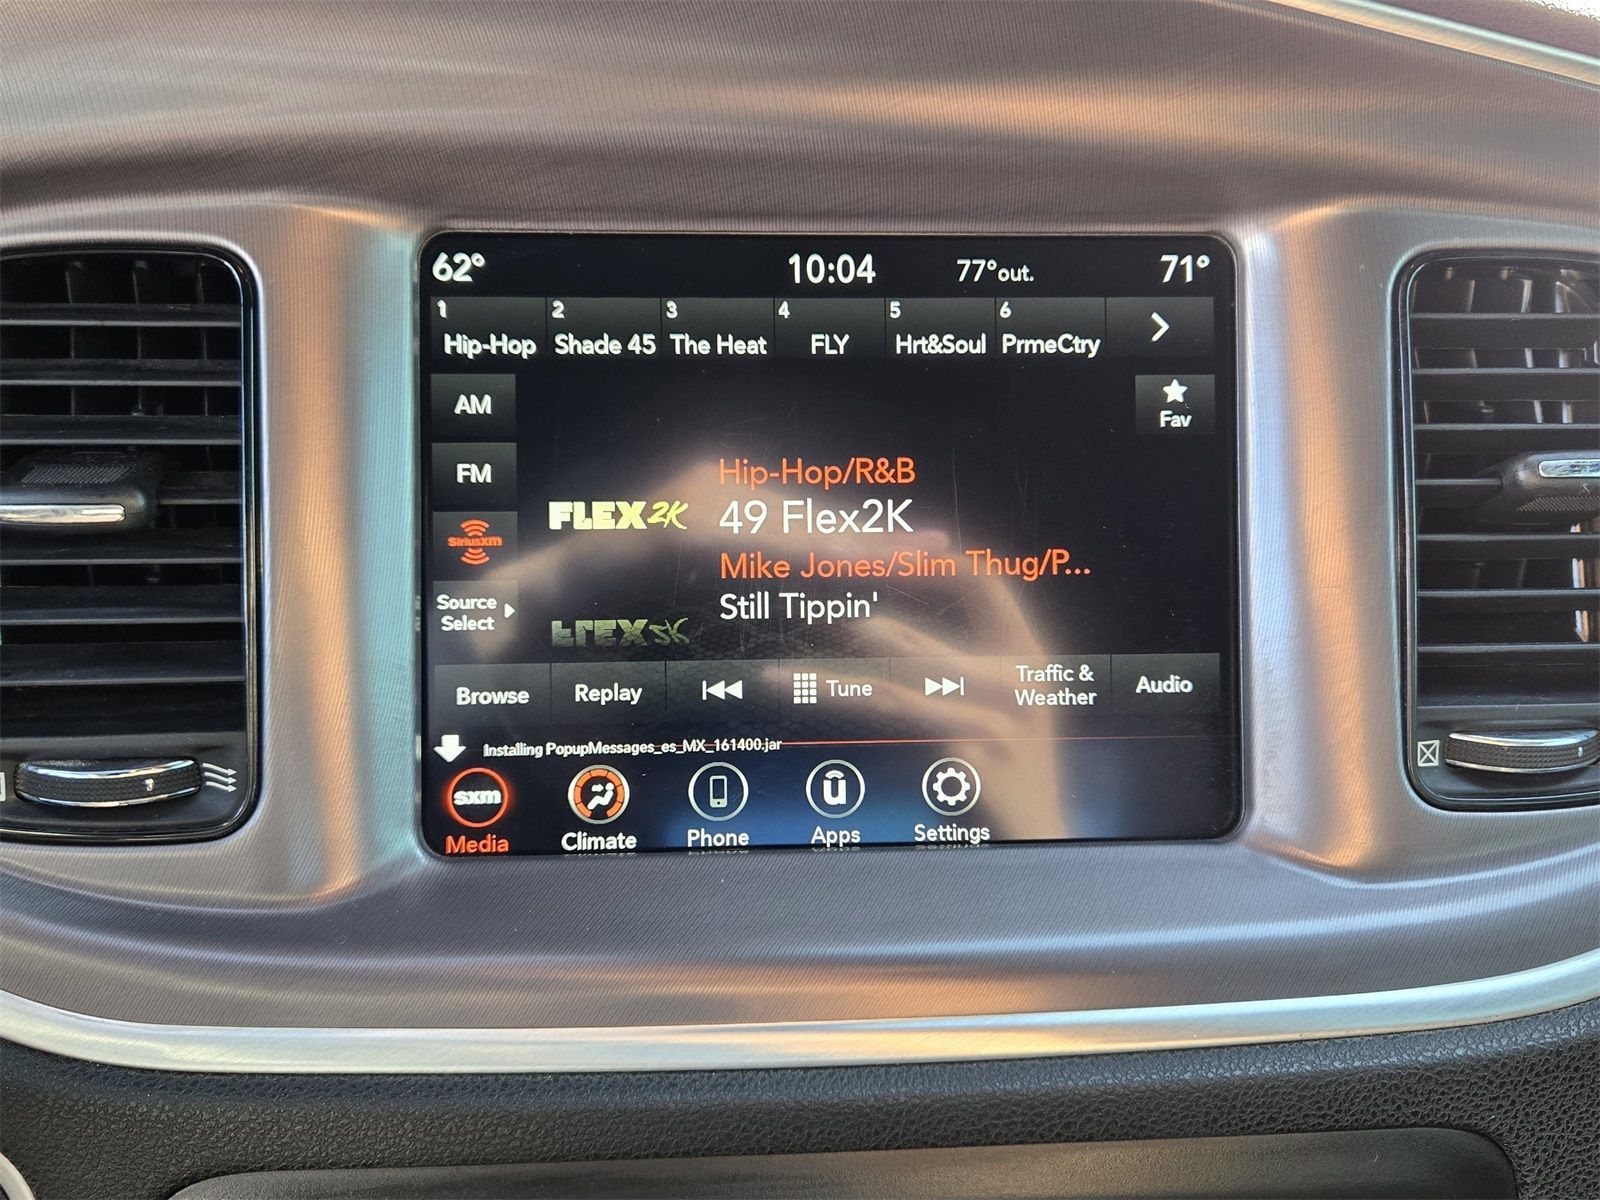 62° 10:04 77°out. 71°
1 2 3 4 5 6
Hip-Hop Shade 45 The Heat FLY Hrt&Soul PrmeCtry
AM
Fav
FM
Hip-Hop/R&B
FLEX 2K
49 Flex2K
SiriusXM
Mike Jones/Slim Thug/P...
Still Tippin'
Source
Select
Browse Replay Tune Traffic & Weather Audio
Installing PopupMessages_es_MX_161400.jar
sxm
Media Climate Phone Apps Settings